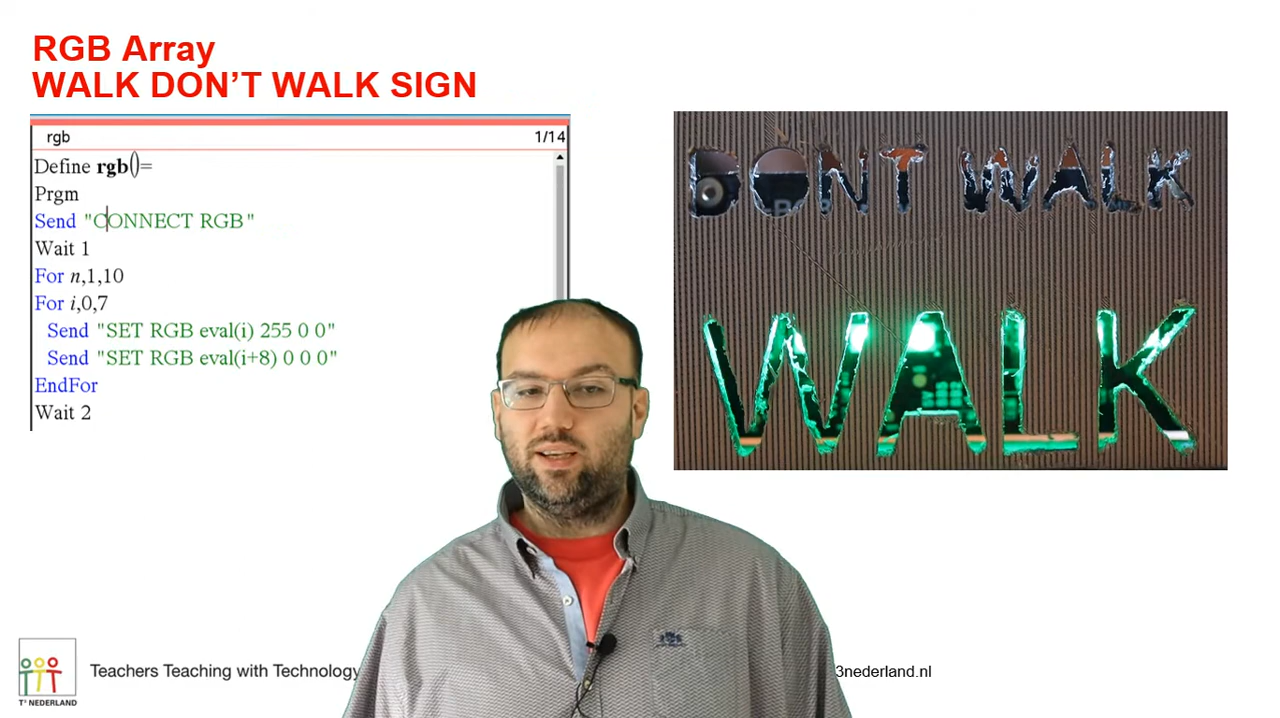 RGB Array
WALK DON’T WALK SIGN
rgb 1/14
Define rgb()=
Prgm
Send "CONNECT RGB"
Wait 1
For n,1,10
For i,0,7
Send "SET RGB eval(i) 255 0 0"
Send "SET RGB eval(i+8) 0 0 0"
EndFor
Wait 2
DONT WALK
WALK
T³ NEDERLAND
Teachers Teaching with Technology
3nederland.nl